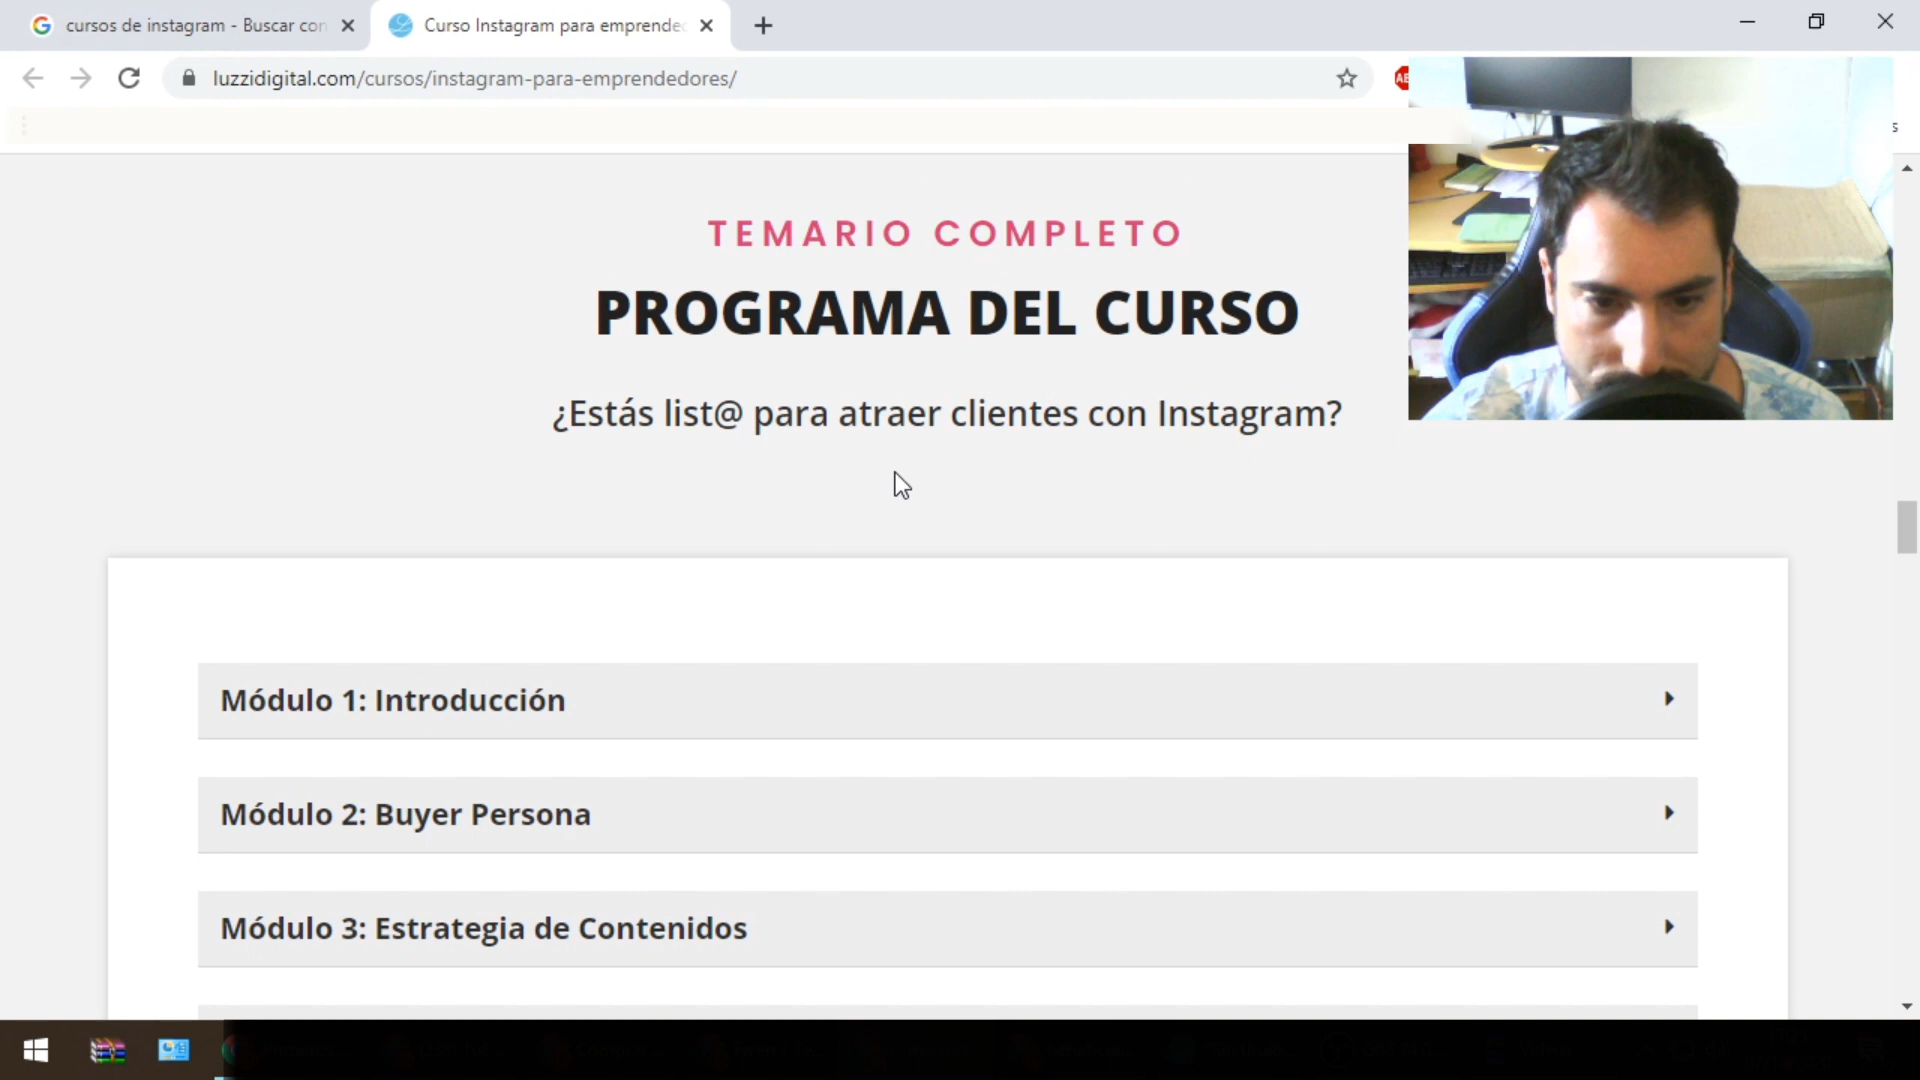 cursos de instagram - Buscar con
Curso Instagram para emprende
luzzidigital.com/cursos/instagram-para-emprendedores/
TEMARIO COMPLETO
PROGRAMA DEL CURSO
¿Estás list@ para atraer clientes con Instagram?
Módulo 1: Introducción
Módulo 2: Buyer Persona
Módulo 3: Estrategia de Contenidos